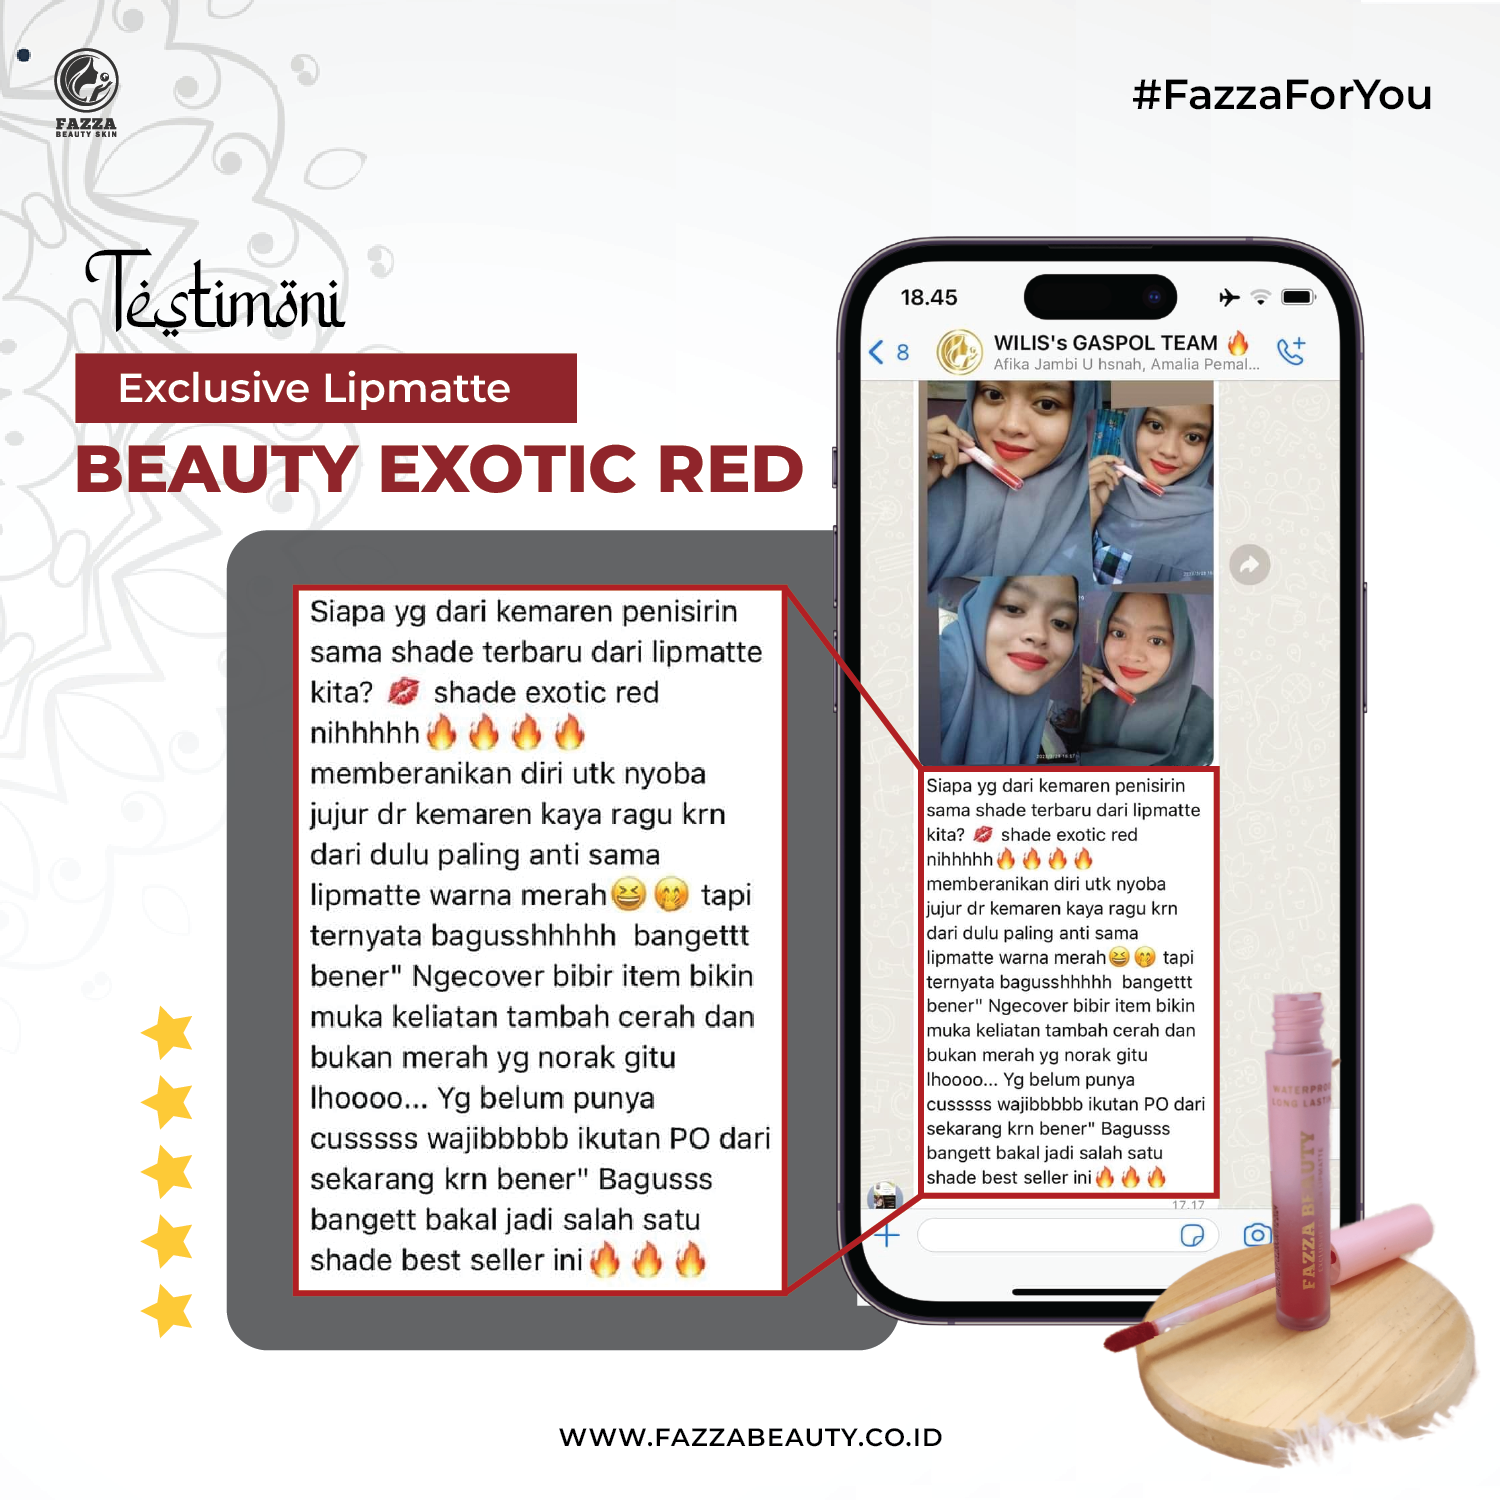 FAZZA
BEAUTY SKIN
#FazzaForYou
Testimoni
Exclusive Lipmatte
BEAUTY EXOTIC RED
Siapa yg dari kemaren penisirin
sama shade terbaru dari lipmatte
kita? 💋 shade exotic red
nihhhhh🔥🔥🔥🔥
memberanikan diri utk nyoba
jujur dr kemaren kaya ragu krn
dari dulu paling anti sama
lipmatte warna merah😆🤭 tapi
ternyata bagusshhhhh bangettt
bener" Ngecover bibir item bikin
muka keliatan tambah cerah dan
bukan merah yg norak gitu
lhoooo... Yg belum punya
cusssss wajibbbbb ikutan PO dari
sekarang krn bener" Bagusss
bangett bakal jadi salah satu
shade best seller ini🔥🔥🔥
18.45
8
WILIS's GASPOL TEAM 🔥
Afika Jambi U hsnah, Amalia Pemal...
Siapa yg dari kemaren penisirin
sama shade terbaru dari lipmatte
kita? 💋 shade exotic red
nihhhhh🔥🔥🔥🔥
memberanikan diri utk nyoba
jujur dr kemaren kaya ragu krn
dari dulu paling anti sama
lipmatte warna merah😆🤭 tapi
ternyata bagusshhhhh bangettt
bener" Ngecover bibir item bikin
muka keliatan tambah cerah dan
bukan merah yg norak gitu
lhoooo... Yg belum punya
cusssss wajibbbbb ikutan PO dari
sekarang krn bener" Bagusss
bangett bakal jadi salah satu
shade best seller ini🔥🔥🔥
17.17
FAZZA BEAUTY
WWW.FAZZABEAUTY.CO.ID